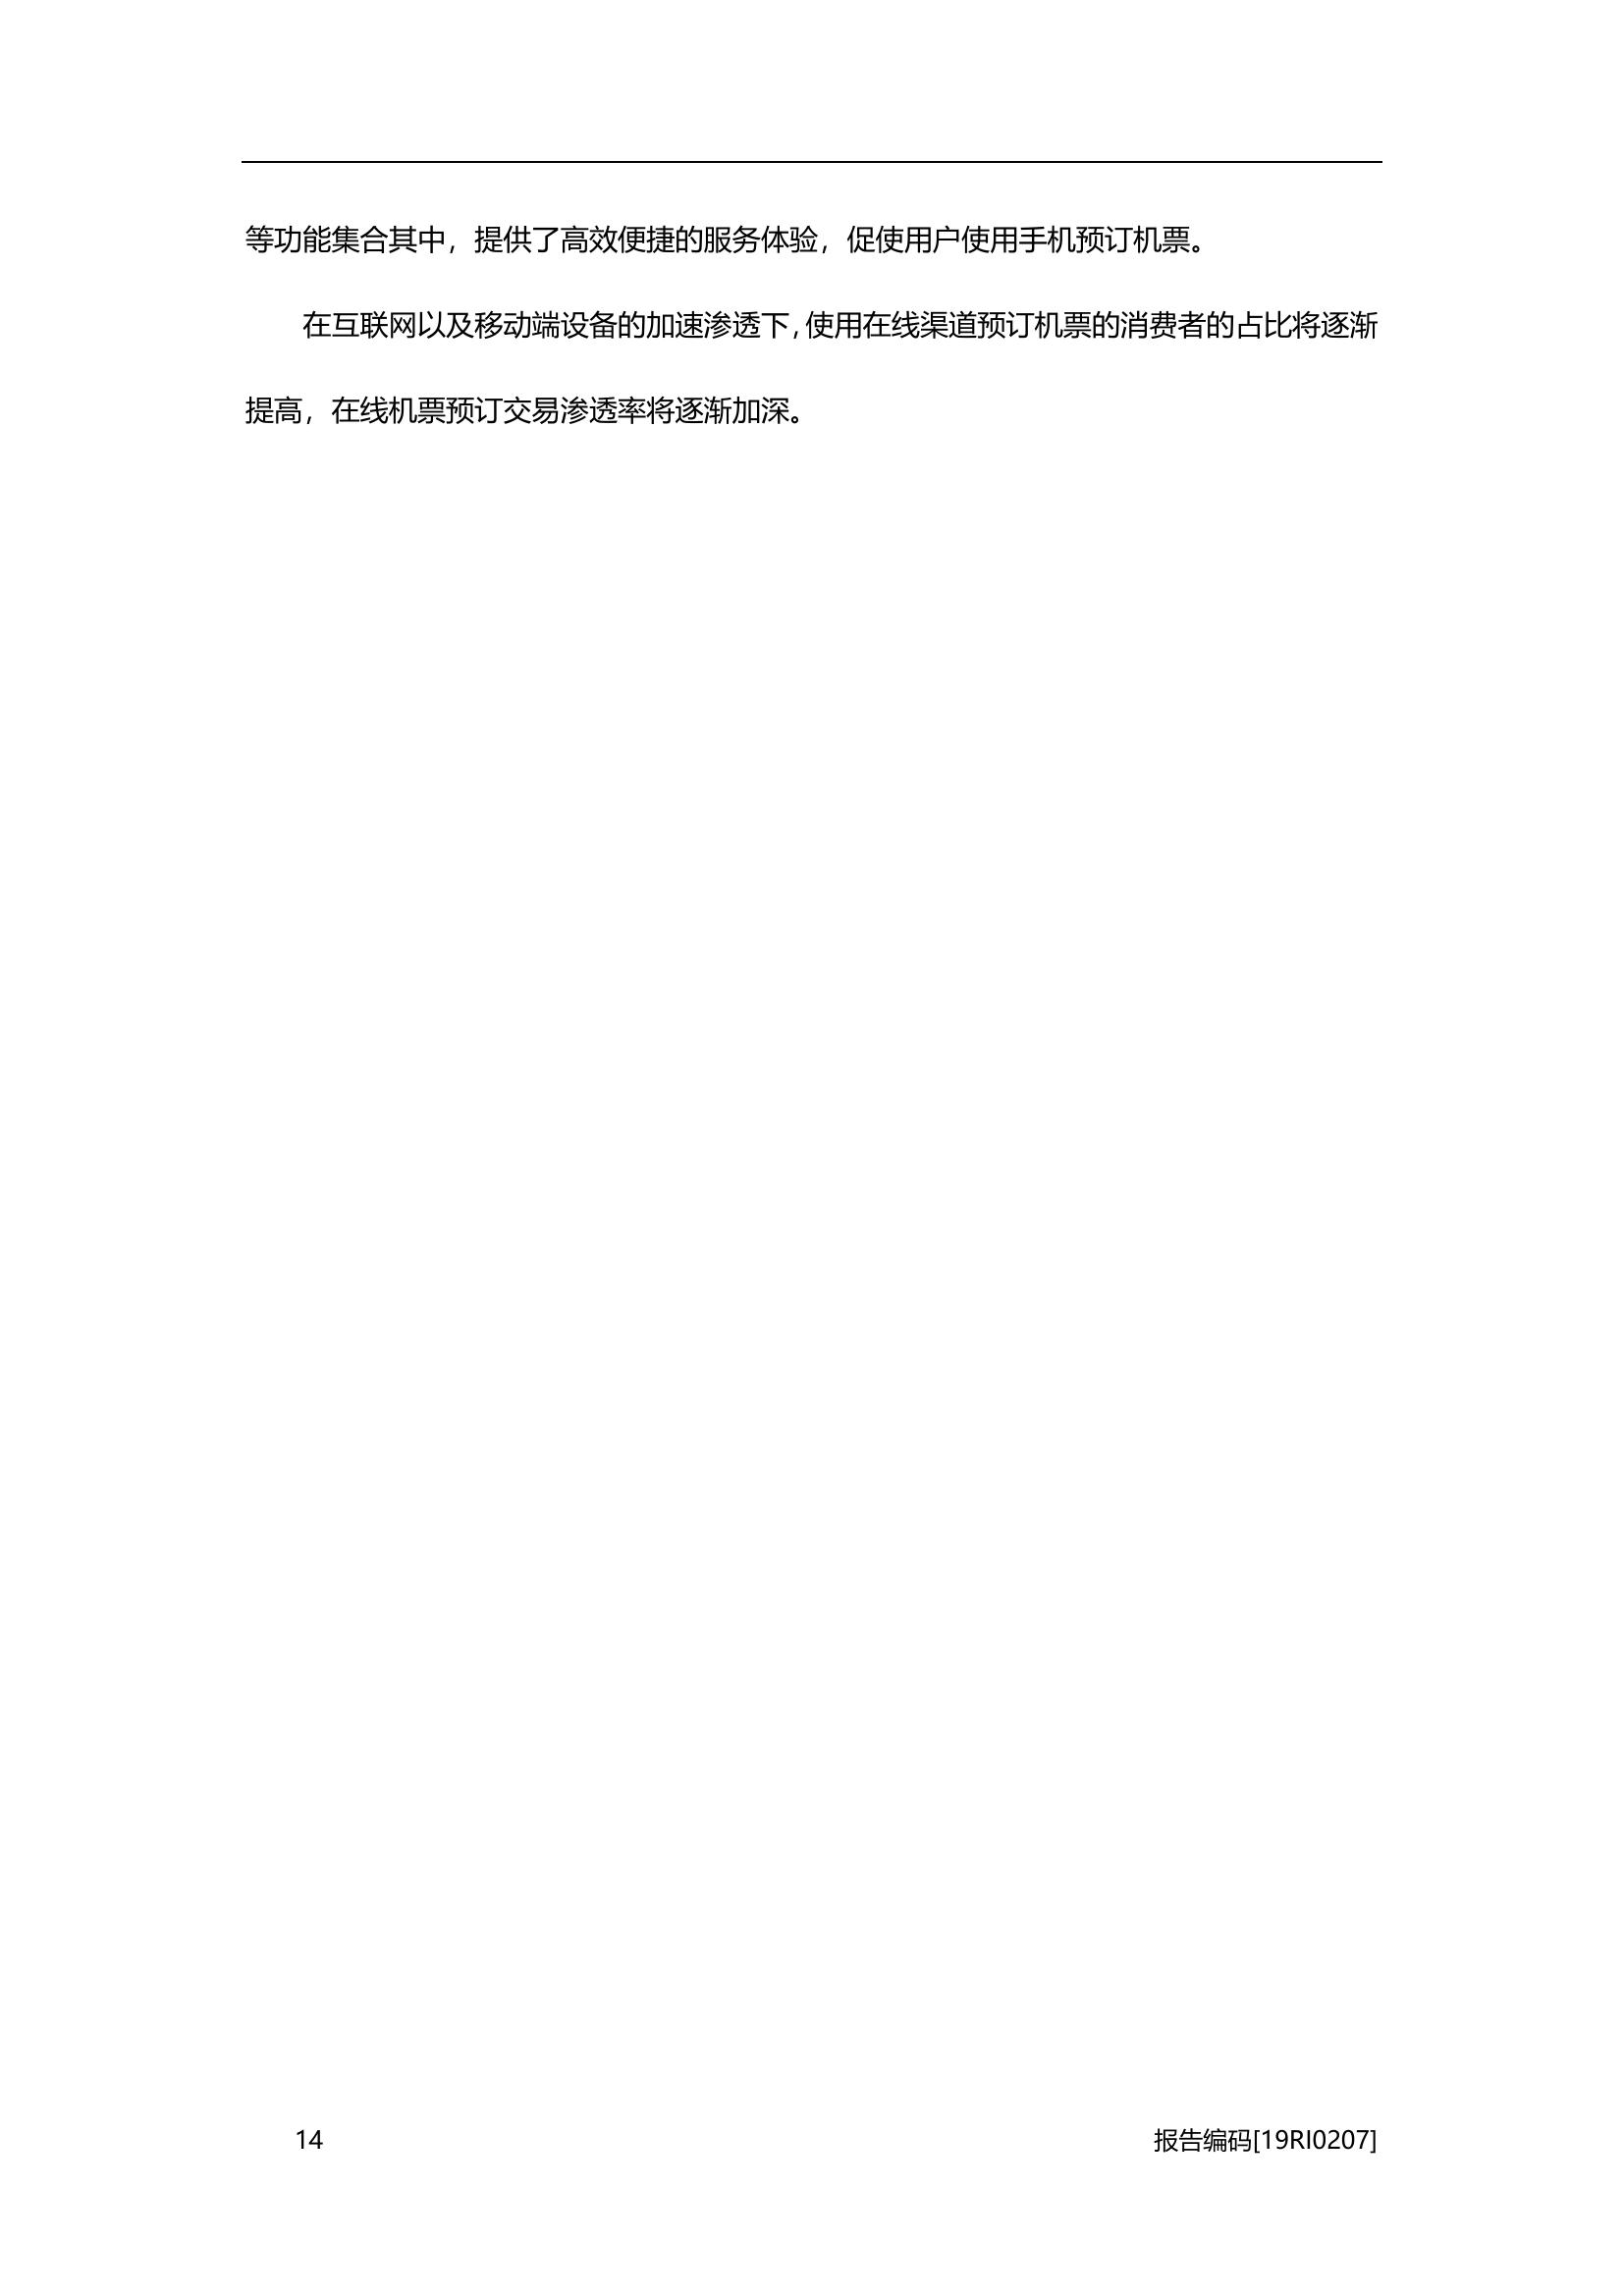 等功能集合其中，提供了高效便捷的服务体验，促使用户使用手机预订机票。
在互联网以及移动端设备的加速渗透下，使用在线渠道预订机票的消费者的占比将逐渐
提高，在线机票预订交易渗透率将逐渐加深。
14
报告编码[19RI0207]